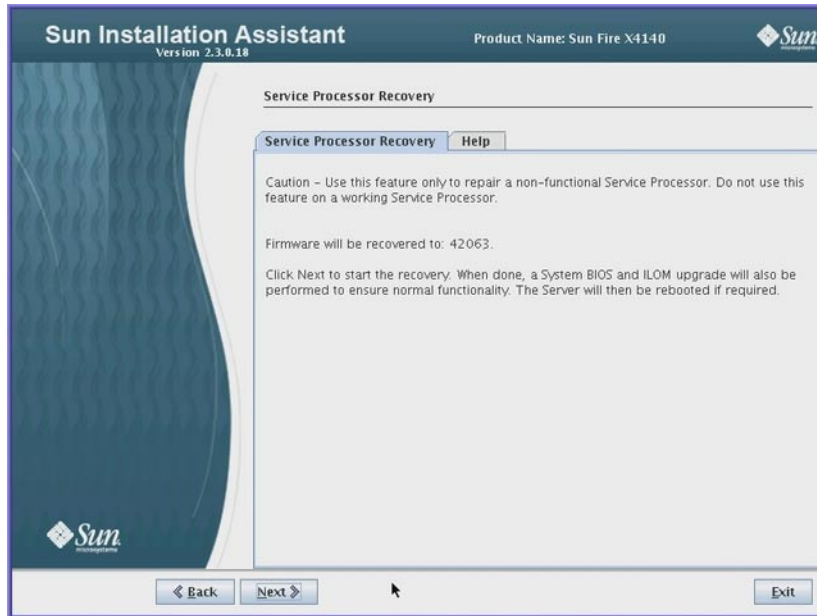 Sun Installation Assistant
Version 2.3.0.18
Product Name: Sun Fire X4140
Sun
microsystems
Service Processor Recovery
Service Processor Recovery
Help
Caution – Use this feature only to repair a non-functional Service Processor. Do not use this
feature on a working Service Processor.
Firmware will be recovered to: 42063.
Click Next to start the recovery. When done, a System BIOS and ILOM upgrade will also be
performed to ensure normal functionality. The Server will then be rebooted if required.
Sun
microsystems
Back
Next
Exit